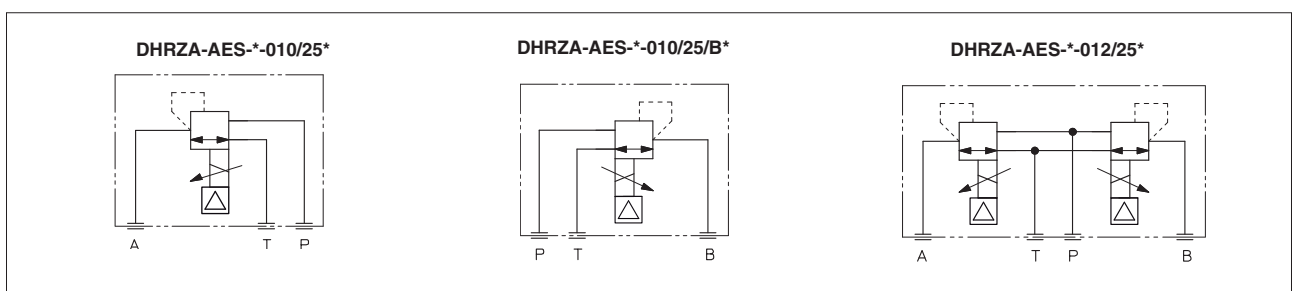 DHRZA-AES-*-010/25* DHRZA-AES-*-010/25/B* DHRZA-AES-*-012/25*
A T P P T B A T P B